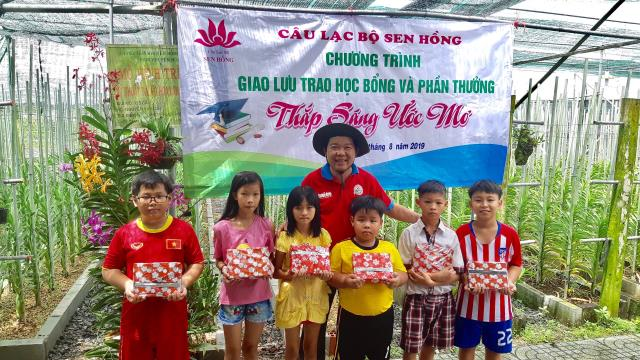 SEN HỒNG
CÂU LẠC BỘ SEN HỒNG
CHƯƠNG TRÌNH
GIAO LƯU TRAO HỌC BỔNG VÀ PHẦN THƯỞNG
Thắp Sáng Ước Mơ
8 năm 2019
22